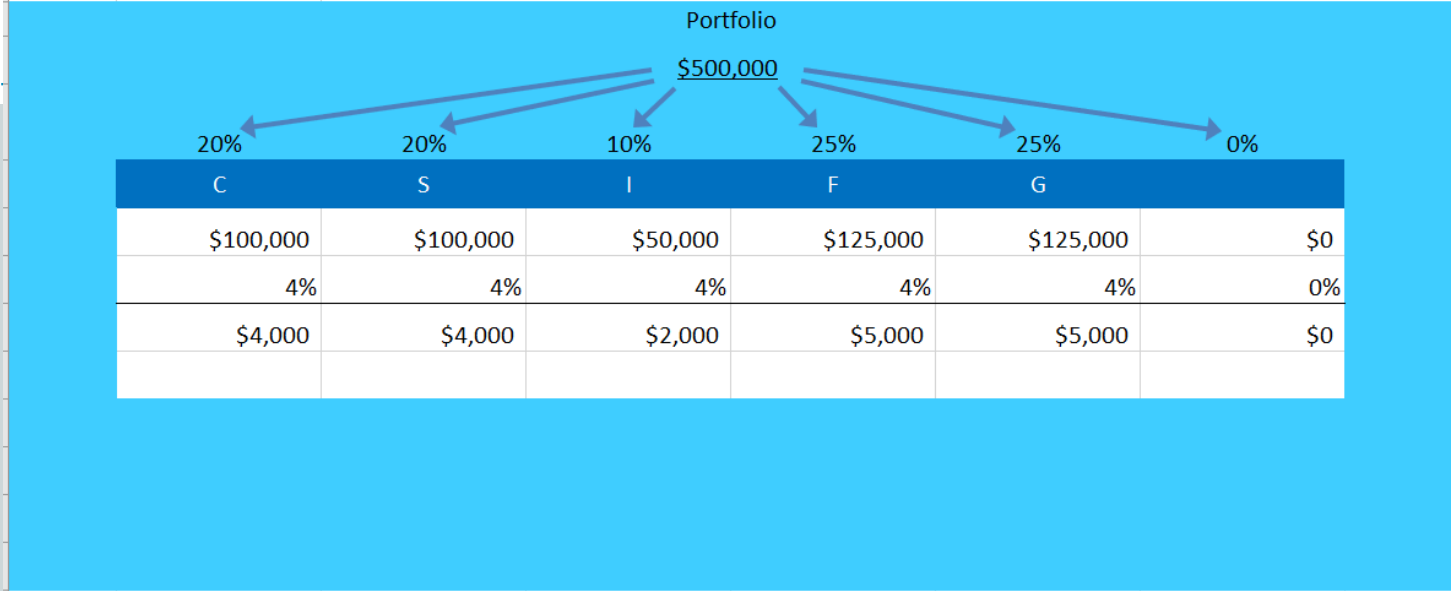 Portfolio
$500,000
20% 20% 10% 25% 25% 0%
C S I F G
$100,000 $100,000 $50,000 $125,000 $125,000 $0
4% 4% 4% 4% 4% 0%
$4,000 $4,000 $2,000 $5,000 $5,000 $0